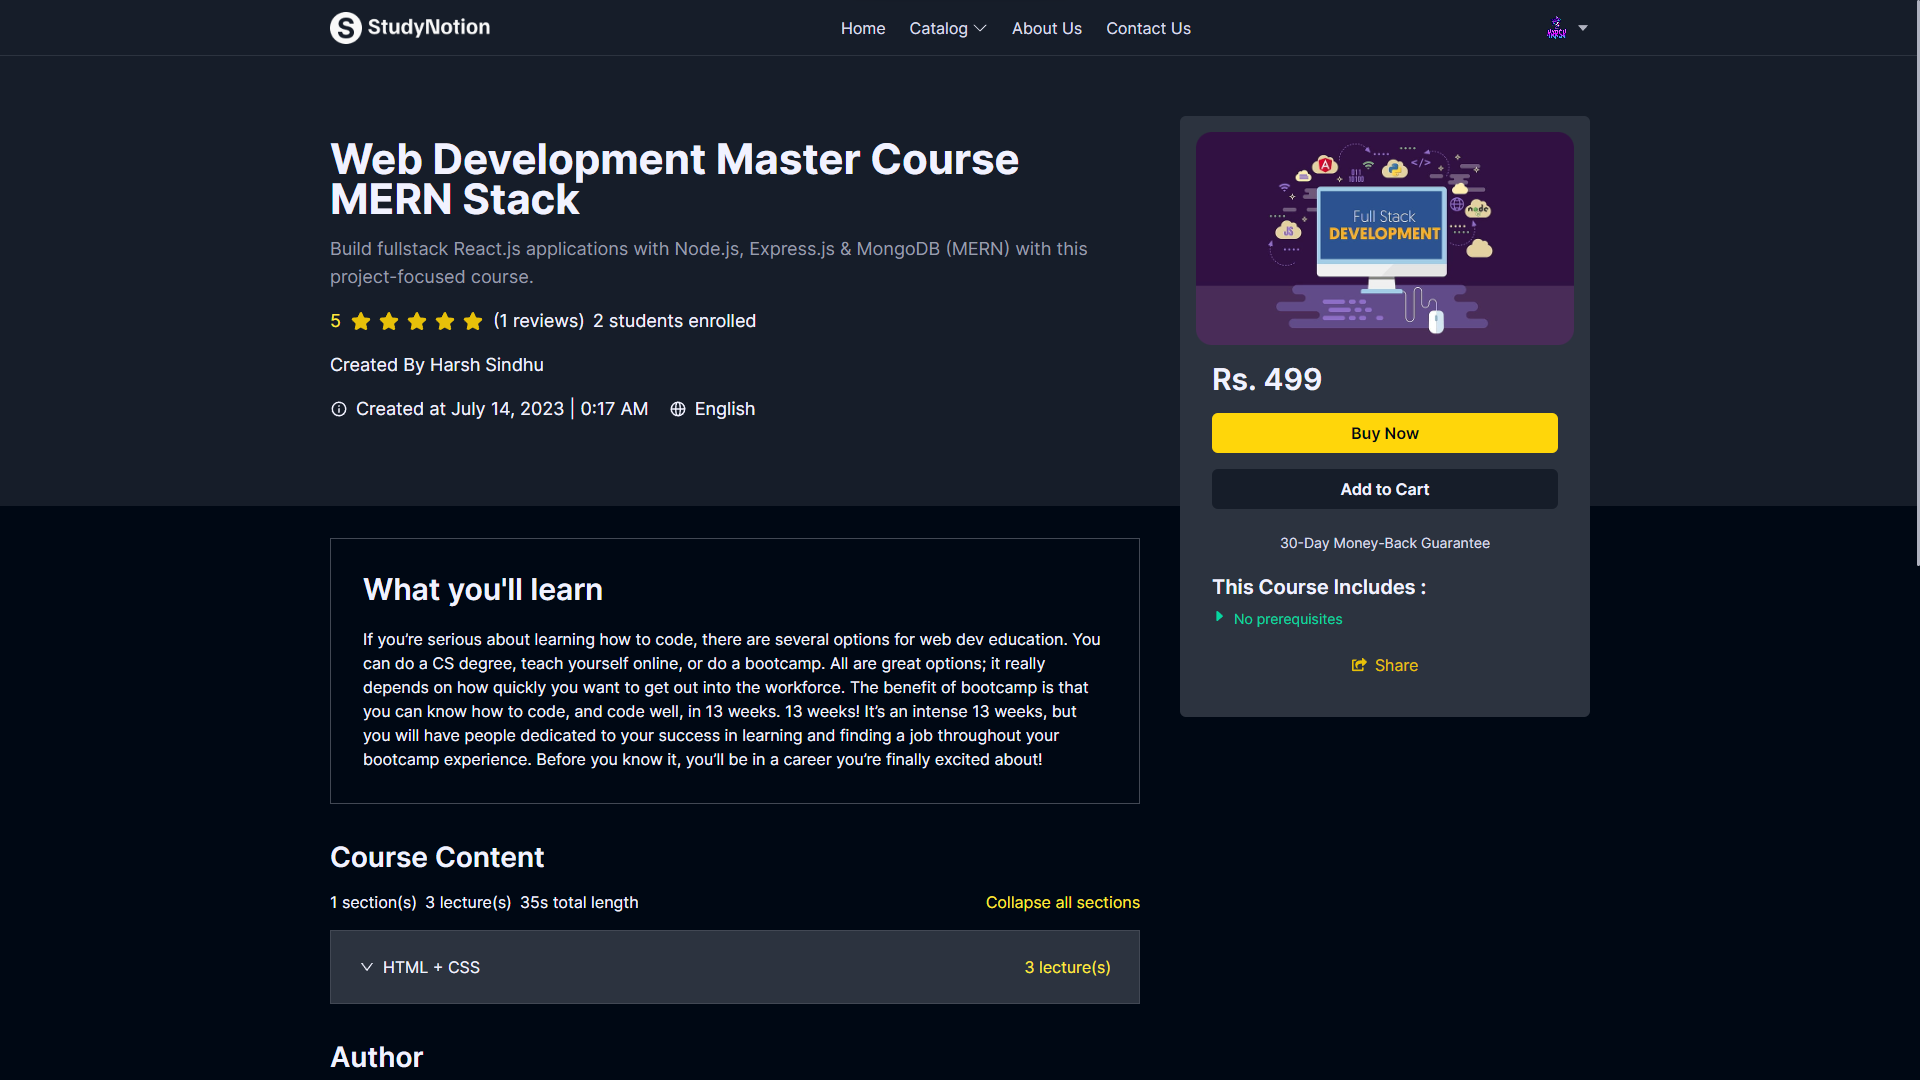 StudyNotion
Home
Catalog
About Us
Contact Us
Web Development Master Course
MERN Stack
Build fullstack React.js applications with Node.js, Express.js & MongoDB (MERN) with this
project-focused course.
5 (1 reviews) 2 students enrolled
Created By Harsh Sindhu
Created at July 14, 2023 | 0:17 AM English
Full Stack
DEVELOPMENT
JS
node
</>
A
011
10100
Rs. 499
Buy Now
Add to Cart
30-Day Money-Back Guarantee
This Course Includes :
No prerequisites
Share
What you'll learn
If you’re serious about learning how to code, there are several options for web dev education. You
can do a CS degree, teach yourself online, or do a bootcamp. All are great options; it really
depends on how quickly you want to get out into the workforce. The benefit of bootcamp is that
you can know how to code, and code well, in 13 weeks. 13 weeks! It’s an intense 13 weeks, but
you will have people dedicated to your success in learning and finding a job throughout your
bootcamp experience. Before you know it, you’ll be in a career you’re finally excited about!
Course Content
1 section(s) 3 lecture(s) 35s total length
Collapse all sections
HTML + CSS
3 lecture(s)
Author